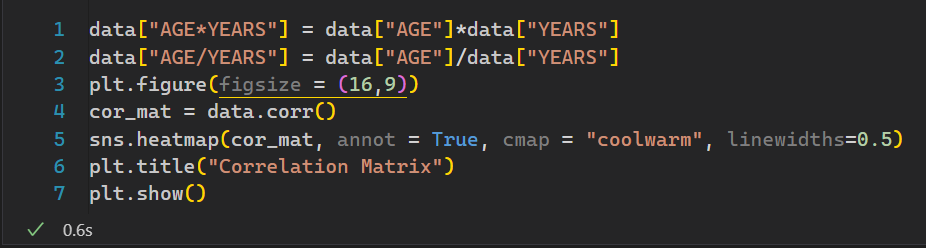 1 data["AGE*YEARS"] = data["AGE"]*data["YEARS"]
2 data["AGE/YEARS"] = data["AGE"]/data["YEARS"]
3 plt.figure(figsize = (16,9))
4 cor_mat = data.corr()
5 sns.heatmap(cor_mat, annot = True, cmap = "coolwarm", linewidths=0.5)
6 plt.title("Correlation Matrix")
7 plt.show()
✓ 0.6s